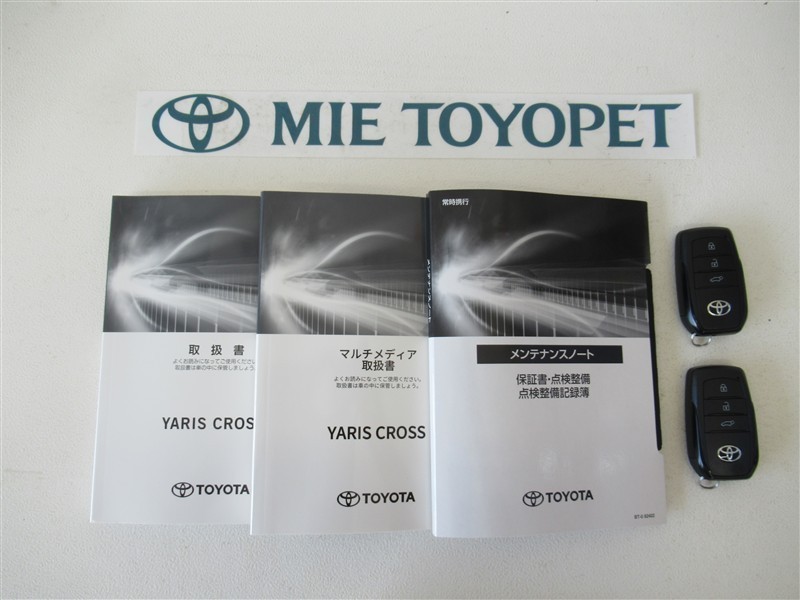 MIE TOYOPET
取扱書
よくお読みになってご使用ください
取扱書は車の中に保管しましょう
YARIS CROSS
TOYOTA
マルチメディア
取扱書
よくお読みになってご使用ください。
取扱書は車の中に保管しましょう。
YARIS CROSS
TOYOTA
常時携行
メンテナンスノート
保証書・点検整備
点検整備記録簿
TOYOTA